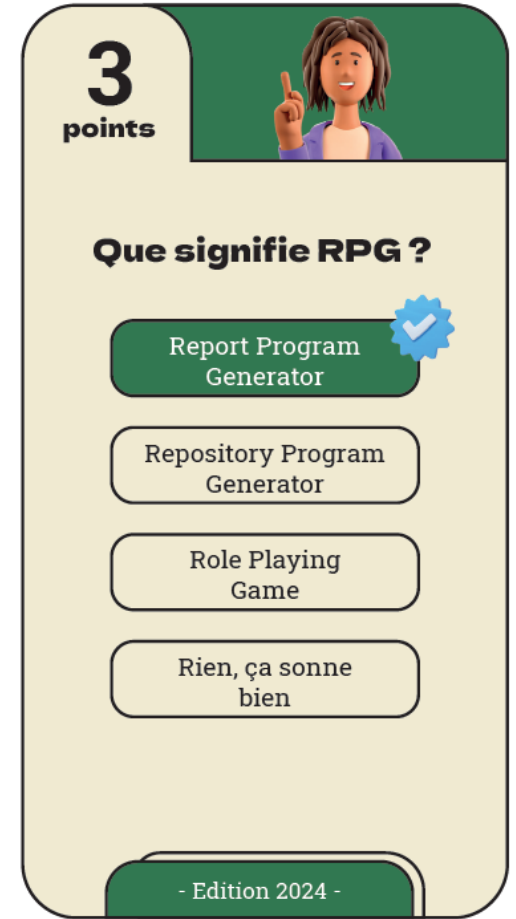 3
points
Que signifie RPG ?
Report Program
Generator
Repository Program
Generator
Role Playing
Game
Rien, ça sonne
bien
- Edition 2024 -